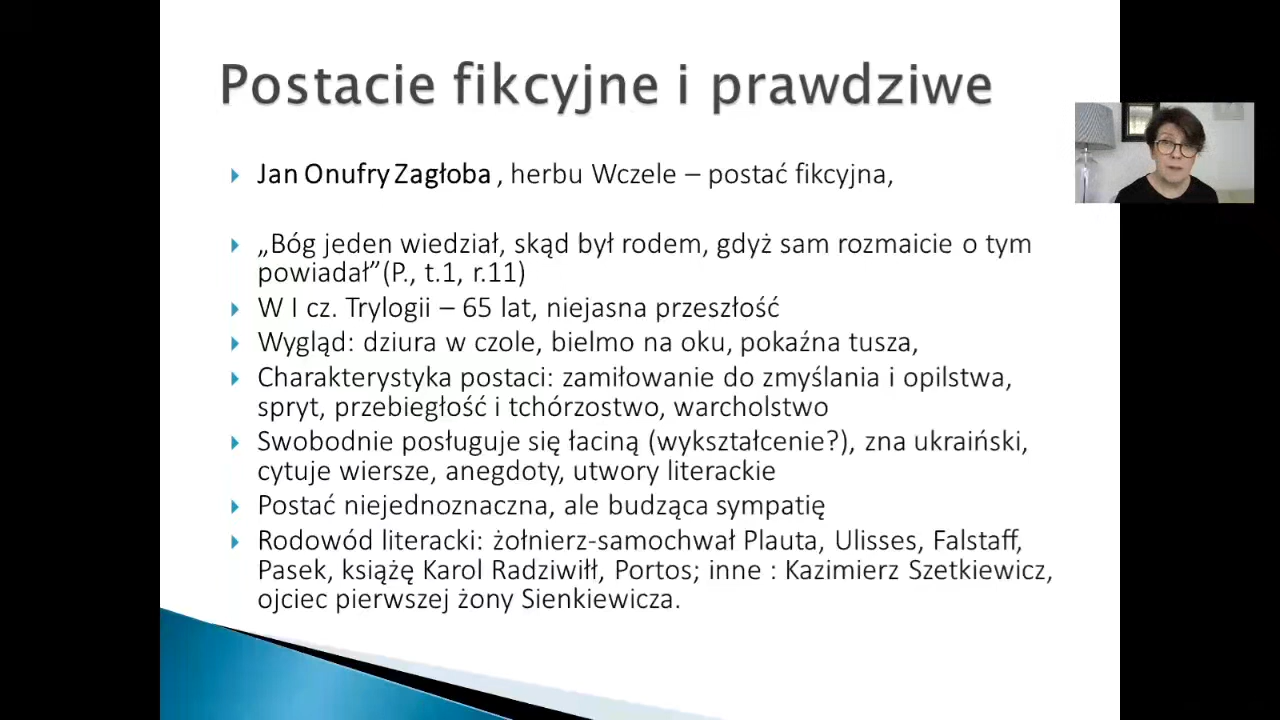 Postacie fikcyjne i prawdziwe
Jan Onufry Zagłoba , herbu Wczele – postać fikcyjna,
„Bóg jeden wiedział, skąd był rodem, gdyż sam rozmaicie o tym
powiadał”(P., t.1, r.11)
W I cz. Trylogii – 65 lat, niejasna przeszłość
Wygląd: dziura w czole, bielmo na oku, pokaźna tusza,
Charakterystyka postaci: zamiłowanie do zmyślania i opilstwa,
spryt, przebiegłość i tchórzostwo, warcholstwo
Swobodnie posługuje się łaciną (wykształcenie?), zna ukraiński,
cytuje wiersze, anegdoty, utwory literackie
Postać niejednoznaczna, ale budząca sympatię
Rodowód literacki: żołnierz-samochwał Plauta, Ulisses, Falstaff,
Pasek, książę Karol Radziwiłł, Portos; inne : Kazimierz Szetkiewicz,
ojciec pierwszej żony Sienkiewicza.